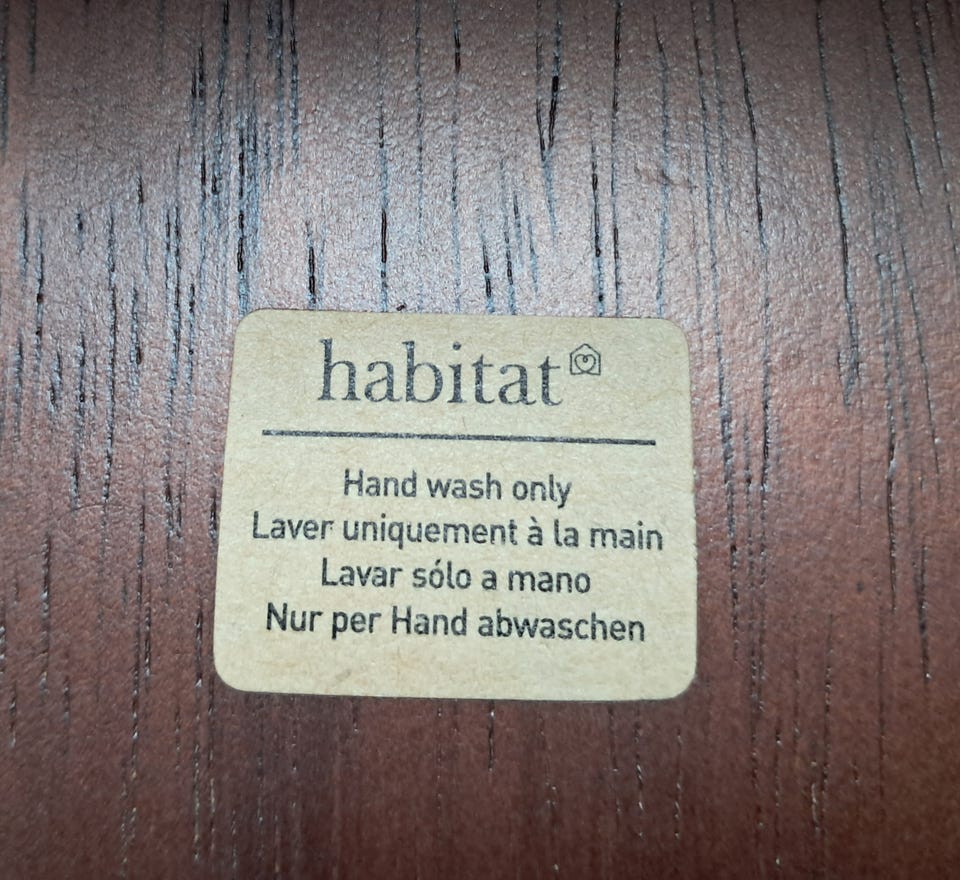 habitat
Hand wash only
Laver uniquement à la main
Lavar sólo a mano
Nur per Hand abwaschen